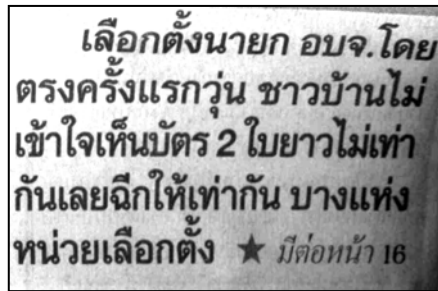 เลือกตั้งนายก อบจ.โดย
ตรงครั้งแรกวุ่น ชาวบ้านไม่
เข้าใจเห็นบัตร 2 ใบยาวไม่เท่า
กันเลยฉีกให้เท่ากัน บางแห่ง
หน่วยเลือกตั้ง ★ มีต่อหน้า 16